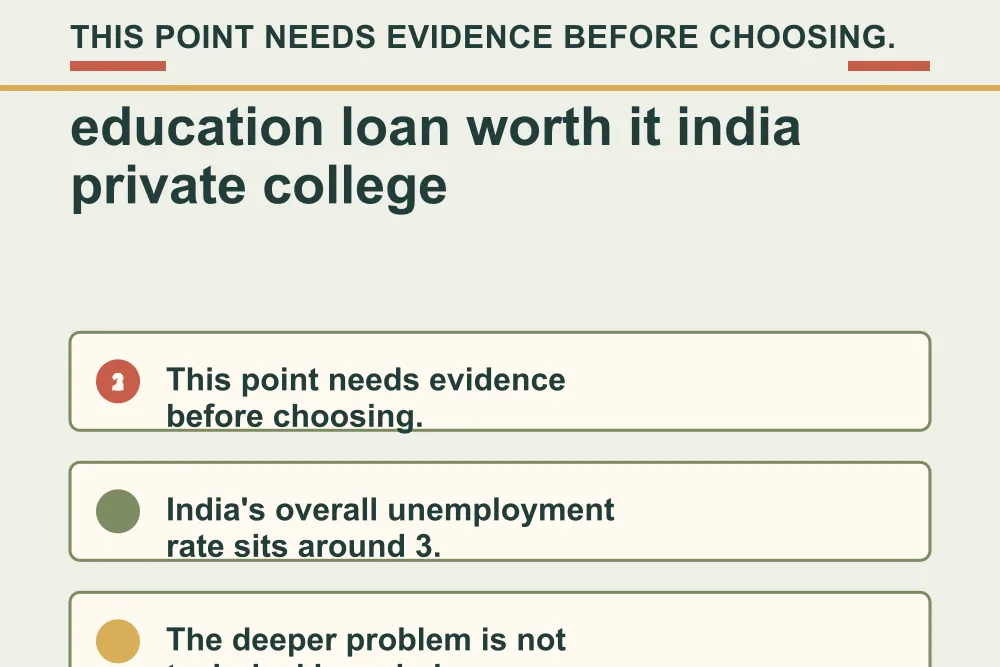 THIS POINT NEEDS EVIDENCE BEFORE CHOOSING.
education loan worth it india
private college
This point needs evidence
before choosing.
India's overall unemployment
rate sits around 3.
The deeper problem is not